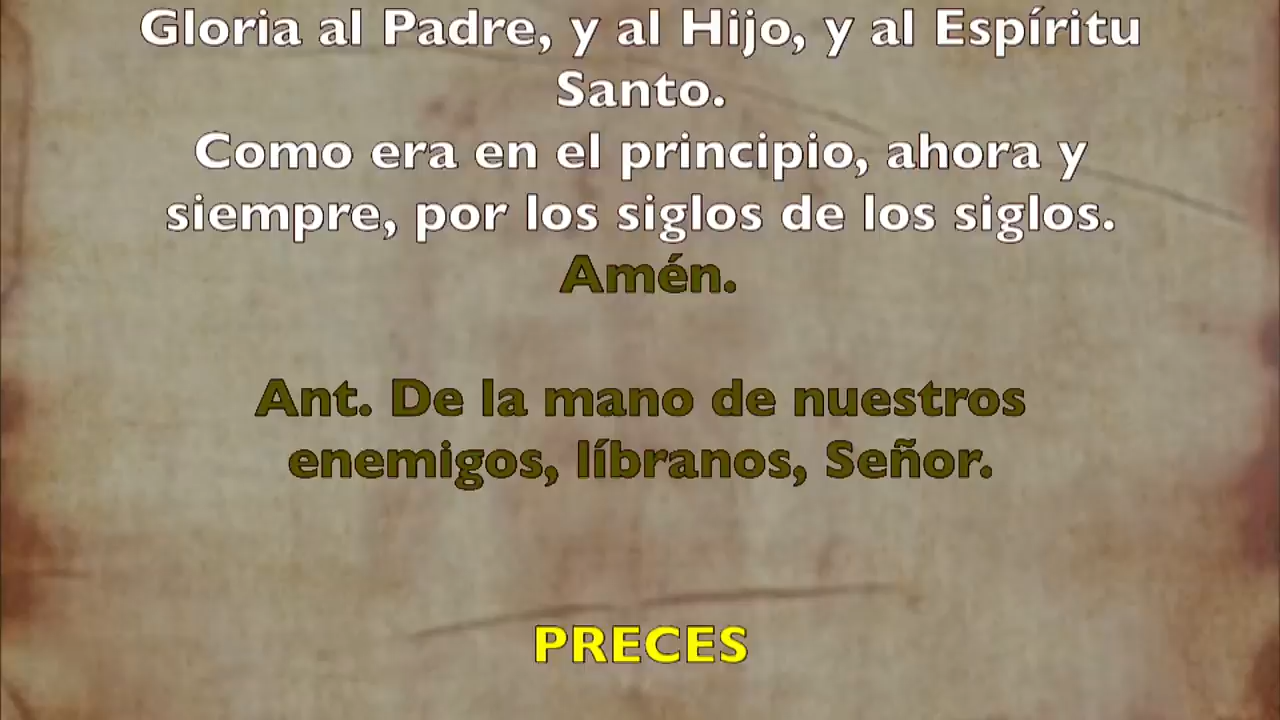 Gloria al Padre, y al Hijo, y al Espíritu
Santo.
Como era en el principio, ahora y
siempre, por los siglos de los siglos.
Amén.
Ant. De la mano de nuestros
enemigos, líbranos, Señor.
PRECES